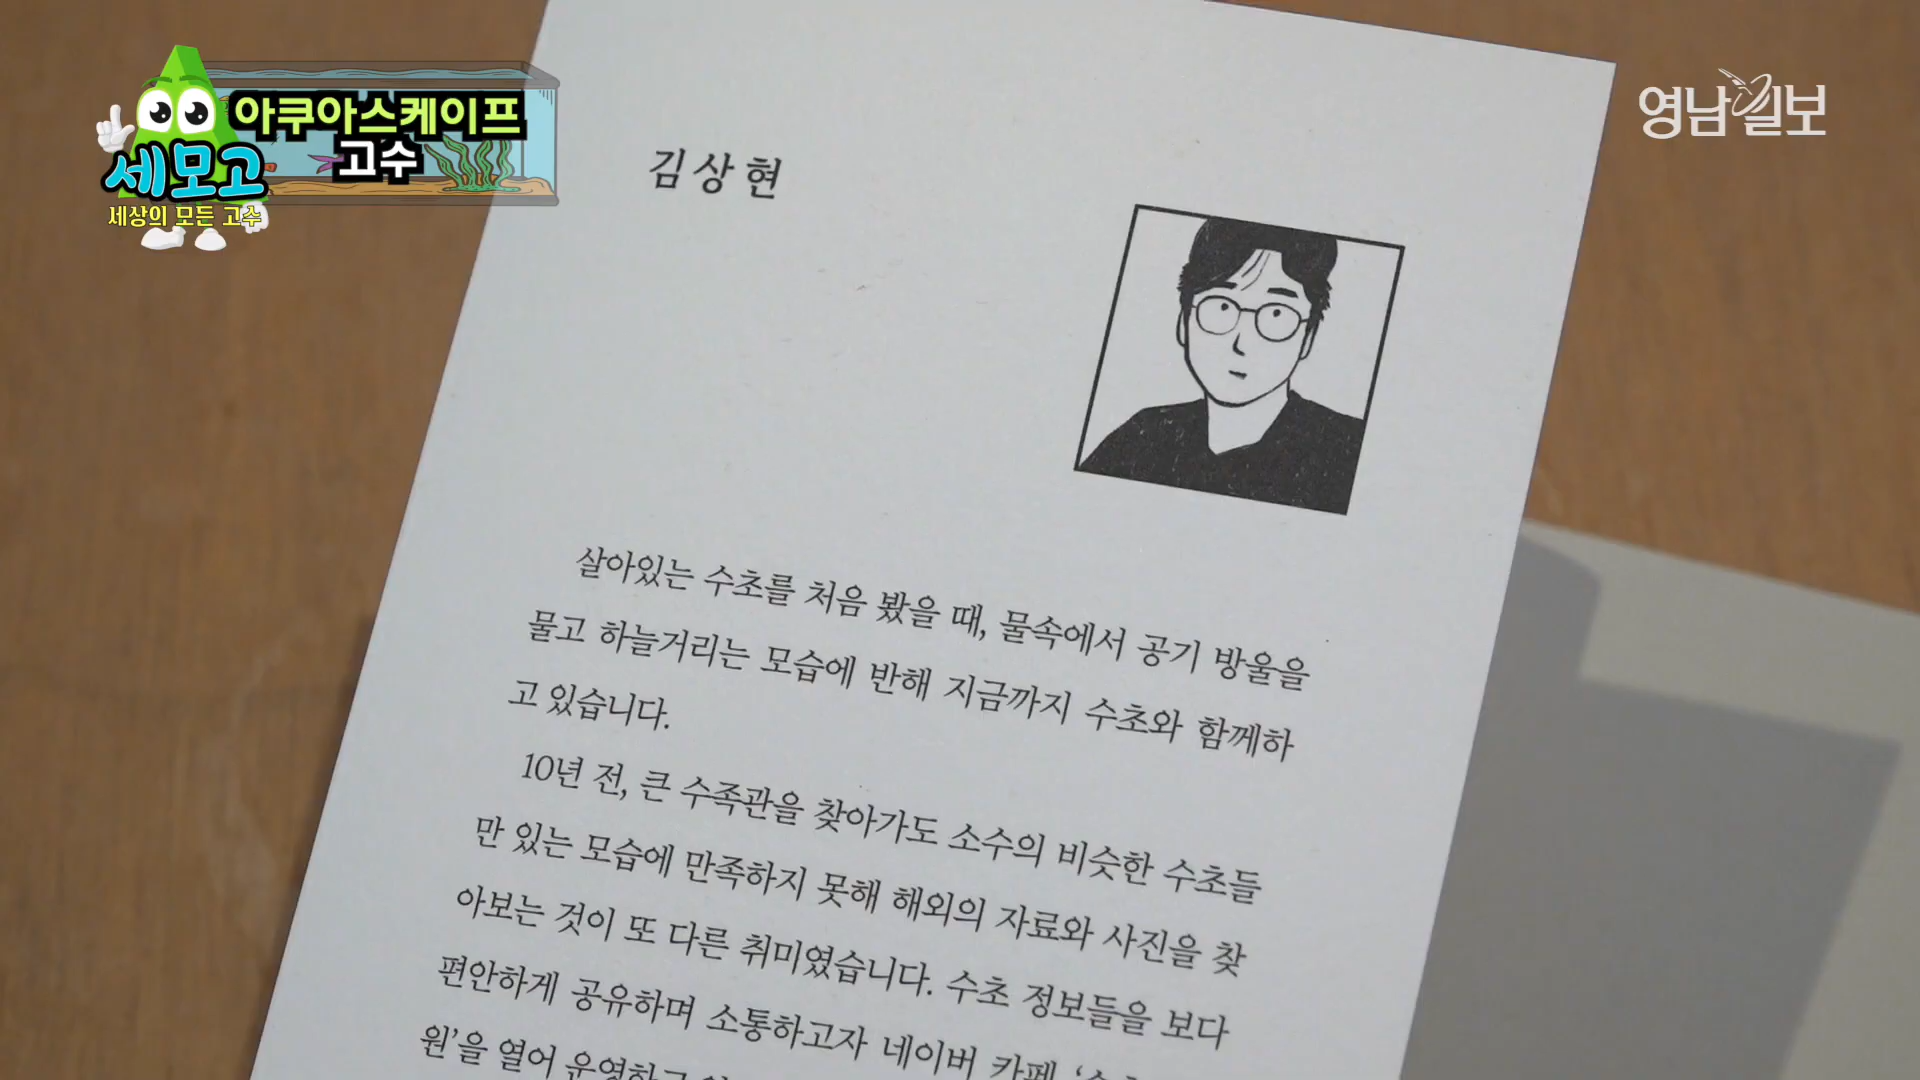 아쿠아스케이프
고수
세모고
세상의 모든 고수
영남일보
김상현
살아있는 수초를 처음 봤을 때, 물속에서 공기 방울을
물고 하늘거리는 모습에 반해 지금까지 수초와 함께하
고 있습니다.
10년 전, 큰 수족관을 찾아가도 소수의 비슷한 수초들
만 있는 모습에 만족하지 못해 해외의 자료와 사진을 찾
아보는 것이 또 다른 취미였습니다. 수초 정보들을 보다
편안하게 공유하며 소통하고자 네이버 카페
원’을 열어 운영하고